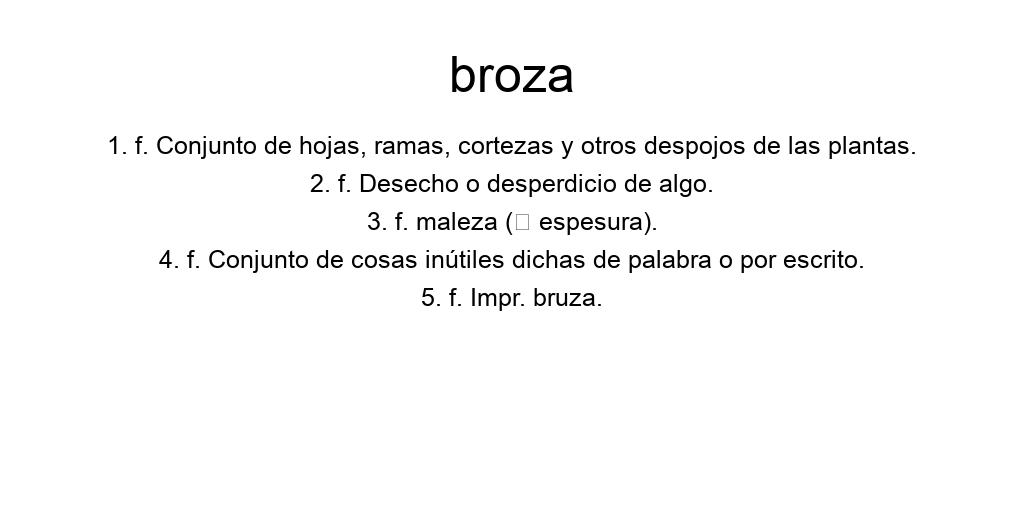 broza
1. f. Conjunto de hojas, ramas, cortezas y otros despojos de las plantas.
2. f. Desecho o desperdicio de algo.
3. f. maleza (□ espesura).
4. f. Conjunto de cosas inútiles dichas de palabra o por escrito.
5. f. Impr. bruza.